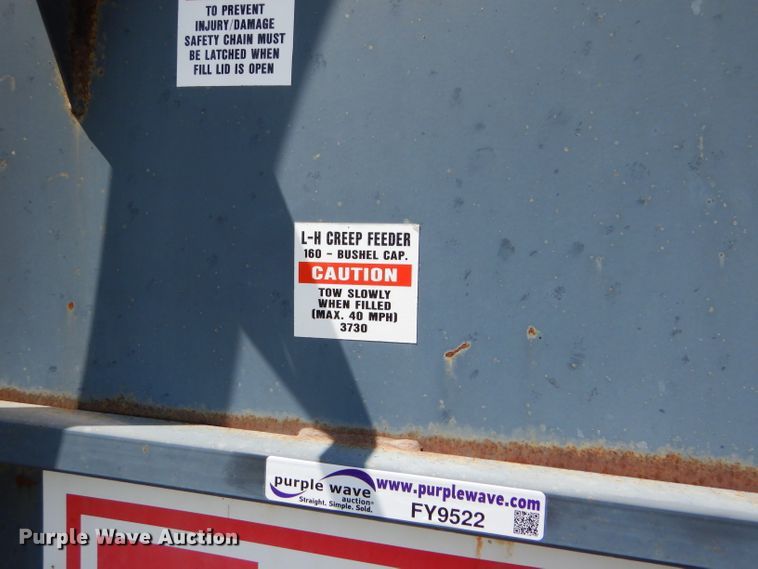 TO PREVENT
INJURY/DAMAGE
SAFETY CHAIN MUST
BE LATCHED WHEN
FILL LID IS OPEN
L-H CREEP FEEDER
160 - BUSHEL CAP.
CAUTION
TOW SLOWLY
WHEN FILLED
(MAX. 40 MPH)
3730
purple wave
auction®
Straight. Simple. Sold.
www.purplewave.com
FY9522
Purple Wave Auction